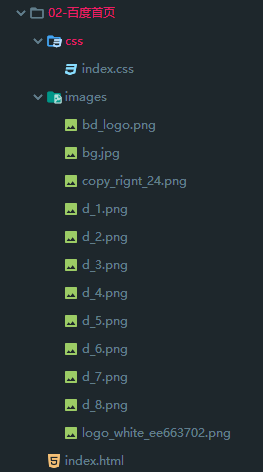 02-百度首页
css
index.css
images
bd_logo.png
bg.jpg
copy_rignt_24.png
d_1.png
d_2.png
d_3.png
d_4.png
d_5.png
d_6.png
d_7.png
d_8.png
logo_white_ee663702.png
index.html